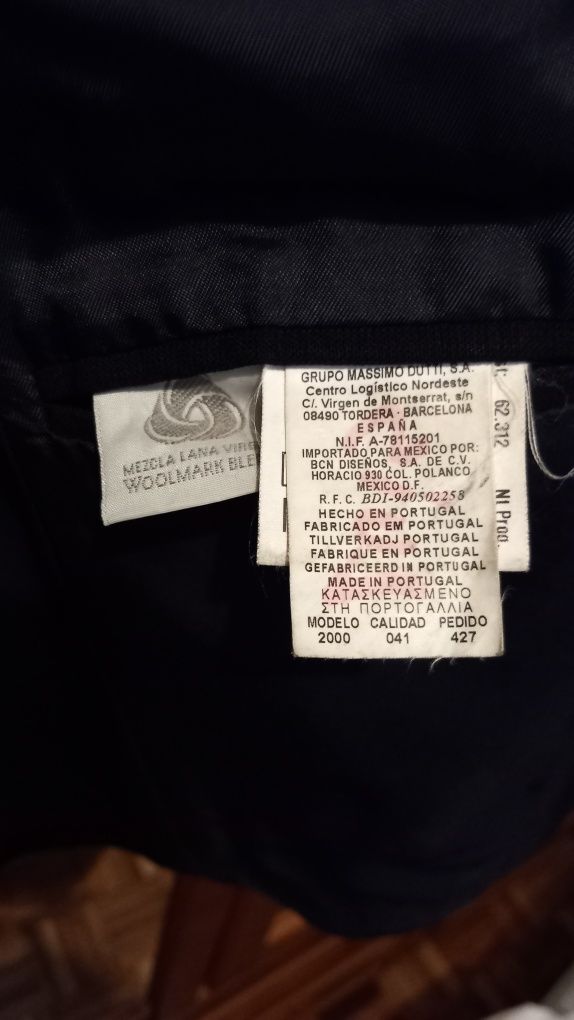 GRUPO MASSIMO DUTTI, S.A.
Centro Logístico Nordeste
C/. Virgen de Montserrat, s/n
08490 TORDERA - BARCELONA
ESPAÑA
N.I.F. A-78115201
IMPORTADO PARA MEXICO POR:
BCN DISEÑOS, S.A. DE C.V.
HORACIO 930 COL. POLANCO
MEXICO D.F.
R.F.C. BDI-940502258
HECHO EN PORTUGAL
FABRICADO EM PORTUGAL
TILLVERKADJ PORTUGAL
FABRIQUE EN PORTUGAL
GEFABRICEERD IN PORTUGAL
MADE IN PORTUGAL
ΚΑΤΑΣΚΕΥΑΣΜΕΝΟ
ΣΤΗ ΠΟΡΤΟΓΑΛΛΙΑ
MODELO CALIDAD PEDIDO
2000 041 427
MEZCLA LANA
WOOLMARK
62.312
N1 Prog.